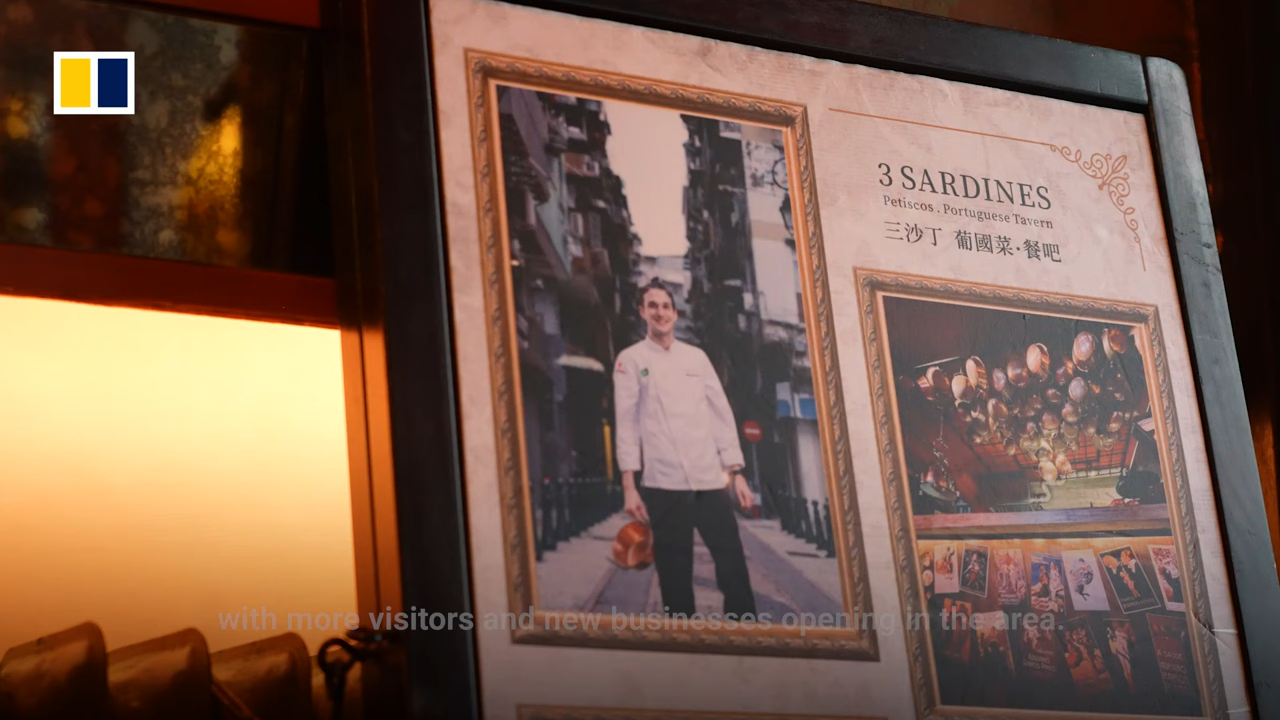 3 SARDINES
Petiscos . Portuguese Tavern
三沙丁 葡國菜·餐吧
with more visitors and new businesses opening in the area.